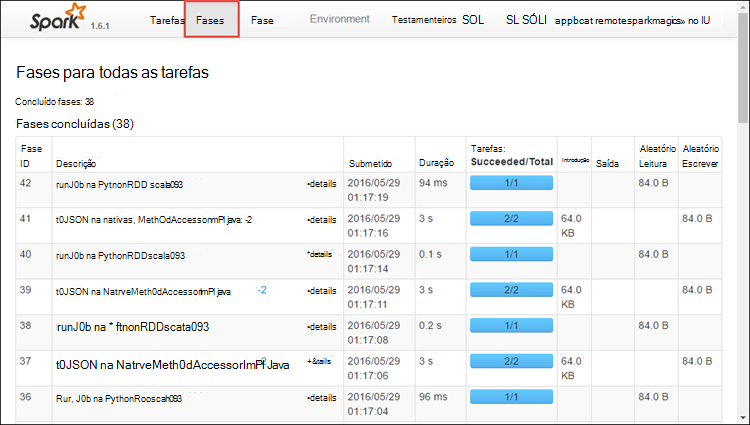 Spark 1.6.1 Tarefas Fases Fase Environment Testamenteiros SOL SL SÓLI appbcat remotesparkmagics» no IU
Fases para todas as tarefas
Concluído fases: 38
Fases concluídas (38)
Fase ID Descrição Submetido Duração Tarefas: Succeeded/Total Introdução Saída Aleatório Leitura Aleatório Escrever
42 runJ0b na PytnonRDD scala093 •details 2016/05/29 01:17:19 94 ms 1/1 84.0 B
41 t0JSON na nativas, MethOdAccessormPl java: -2 •details 2016/05/29 01:17:16 3 s 2/2 64.0 KB 84.0 B
40 runJ0b na PythonRDDscala093 *details 2016/05/29 01:17:14 0.1 s 1/1 84.0 B
39 t0JSON na NatrveMeth0dAccessorImPl java -2 •details 2016/05/29 01:17:11 3 s 2/2 64.0 KB 84.0 B
38 runJ0b na * ftnonRDDscata093 •details 2016/05/29 01:17:08 0.2 s 1/1 84.0 B
37 t0JSON na NatrveMeth0dAccessorImPl Java •&tails 2016/05/29 01:17:06 3 s 2/2 64.0 KB 84.0 B
36 Rur, J0b na PythonRooscah093 •details 2016/05/29 01:17:04 96 ms 1/1 84.0 B